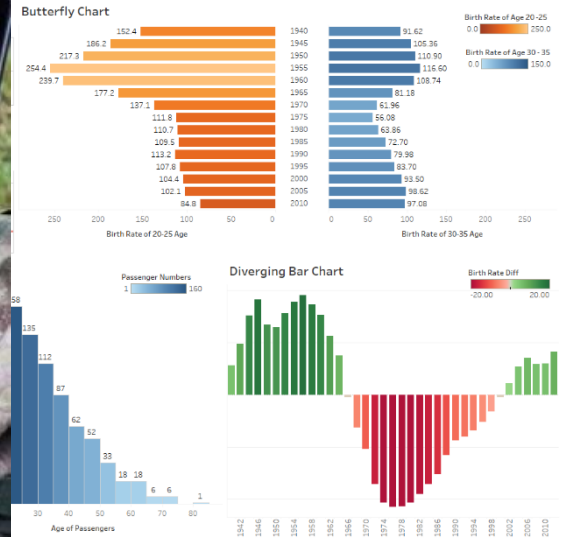 Butterfly Chart
Birth Rate of Age 20-25
0.0 250.0
Birth Rate of Age 30 - 35
0.0 150.0
152.4 1940 91.62
186.2 1945 105.36
217.3 1950 110.90
254.4 1955 116.60
239.7 1960 108.74
177.2 1965 81.18
137.1 1970 61.96
111.8 1975 56.08
110.7 1980 63.86
109.5 1985 72.70
113.2 1990 79.98
107.8 1995 83.70
104.4 2000 93.50
102.1 2005 98.62
84.8 2010 97.08
250 200 150 100 50 0 0 50 100 150 200 250
Birth Rate of 20-25 Age Birth Rate of 30-35 Age
Passenger Numbers
1 160
58
135
112
87
62
52
33
18 18
6 6
1
30 40 50 60 70 80
Age of Passengers
Diverging Bar Chart
Birth Rate Diff
-20.00 20.00
1942 1946 1950 1954 1958 1962 1966 1970 1974 1978 1982 1986 1990 1994 1998 2002 2006 2010